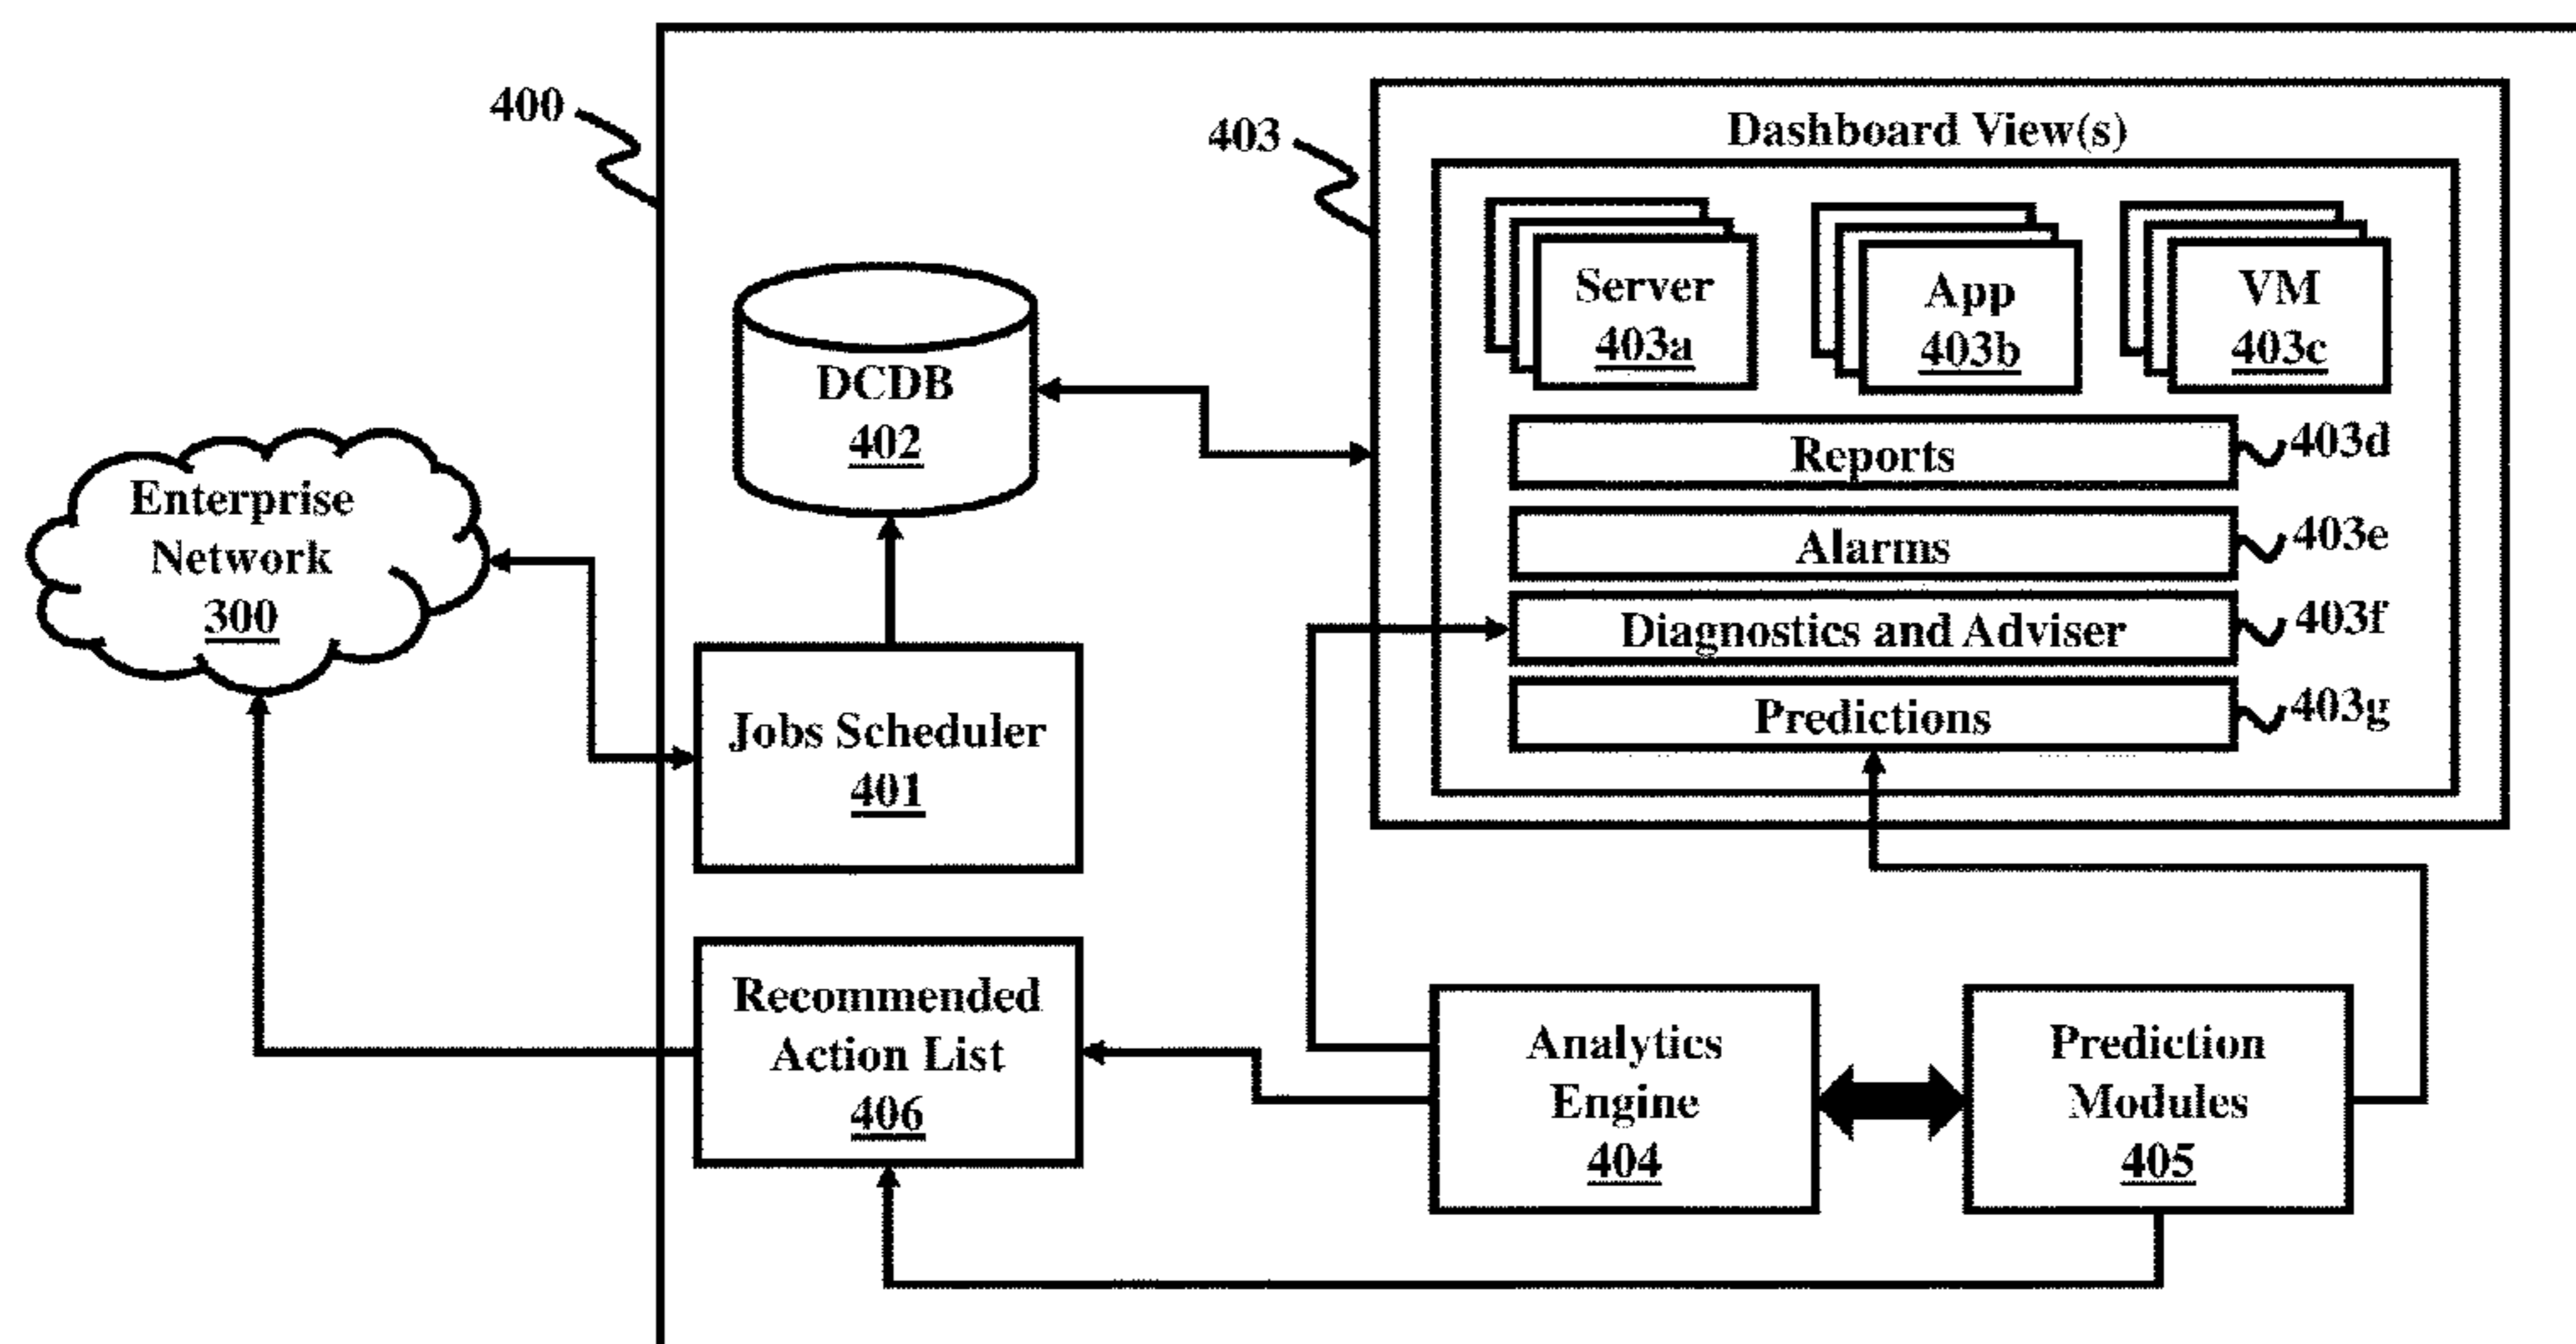 400
403
Dashboard View(s)
Server
403a
App
403b
VM
403c
Reports
403d
Alarms
403e
Diagnostics and Adviser
403f
Predictions
403g
DCDB
402
Enterprise
Network
300
Jobs Scheduler
401
Recommended
Action List
406
Analytics
Engine
404
Prediction
Modules
405